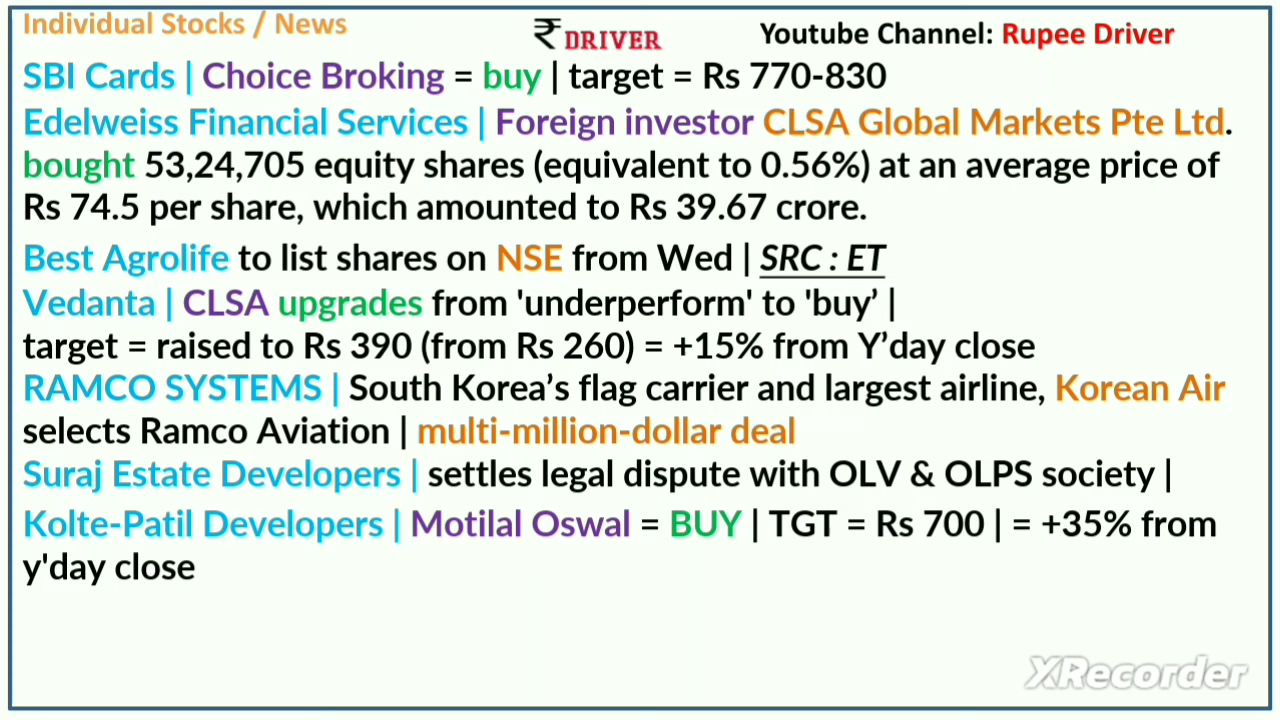 Individual Stocks / News
₹ DRIVER
Youtube Channel: Rupee Driver
SBI Cards | Choice Broking = buy | target = Rs 770-830
Edelweiss Financial Services | Foreign investor CLSA Global Markets Pte Ltd.
bought 53,24,705 equity shares (equivalent to 0.56%) at an average price of
Rs 74.5 per share, which amounted to Rs 39.67 crore.
Best Agrolife to list shares on NSE from Wed | SRC : ET
Vedanta | CLSA upgrades from 'underperform' to 'buy’ |
target = raised to Rs 390 (from Rs 260) = +15% from Y’day close
RAMCO SYSTEMS | South Korea’s flag carrier and largest airline, Korean Air
selects Ramco Aviation | multi-million-dollar deal
Suraj Estate Developers | settles legal dispute with OLV & OLPS society |
Kolte-Patil Developers | Motilal Oswal = BUY | TGT = Rs 700 | = +35% from
y'day close
XRecorder